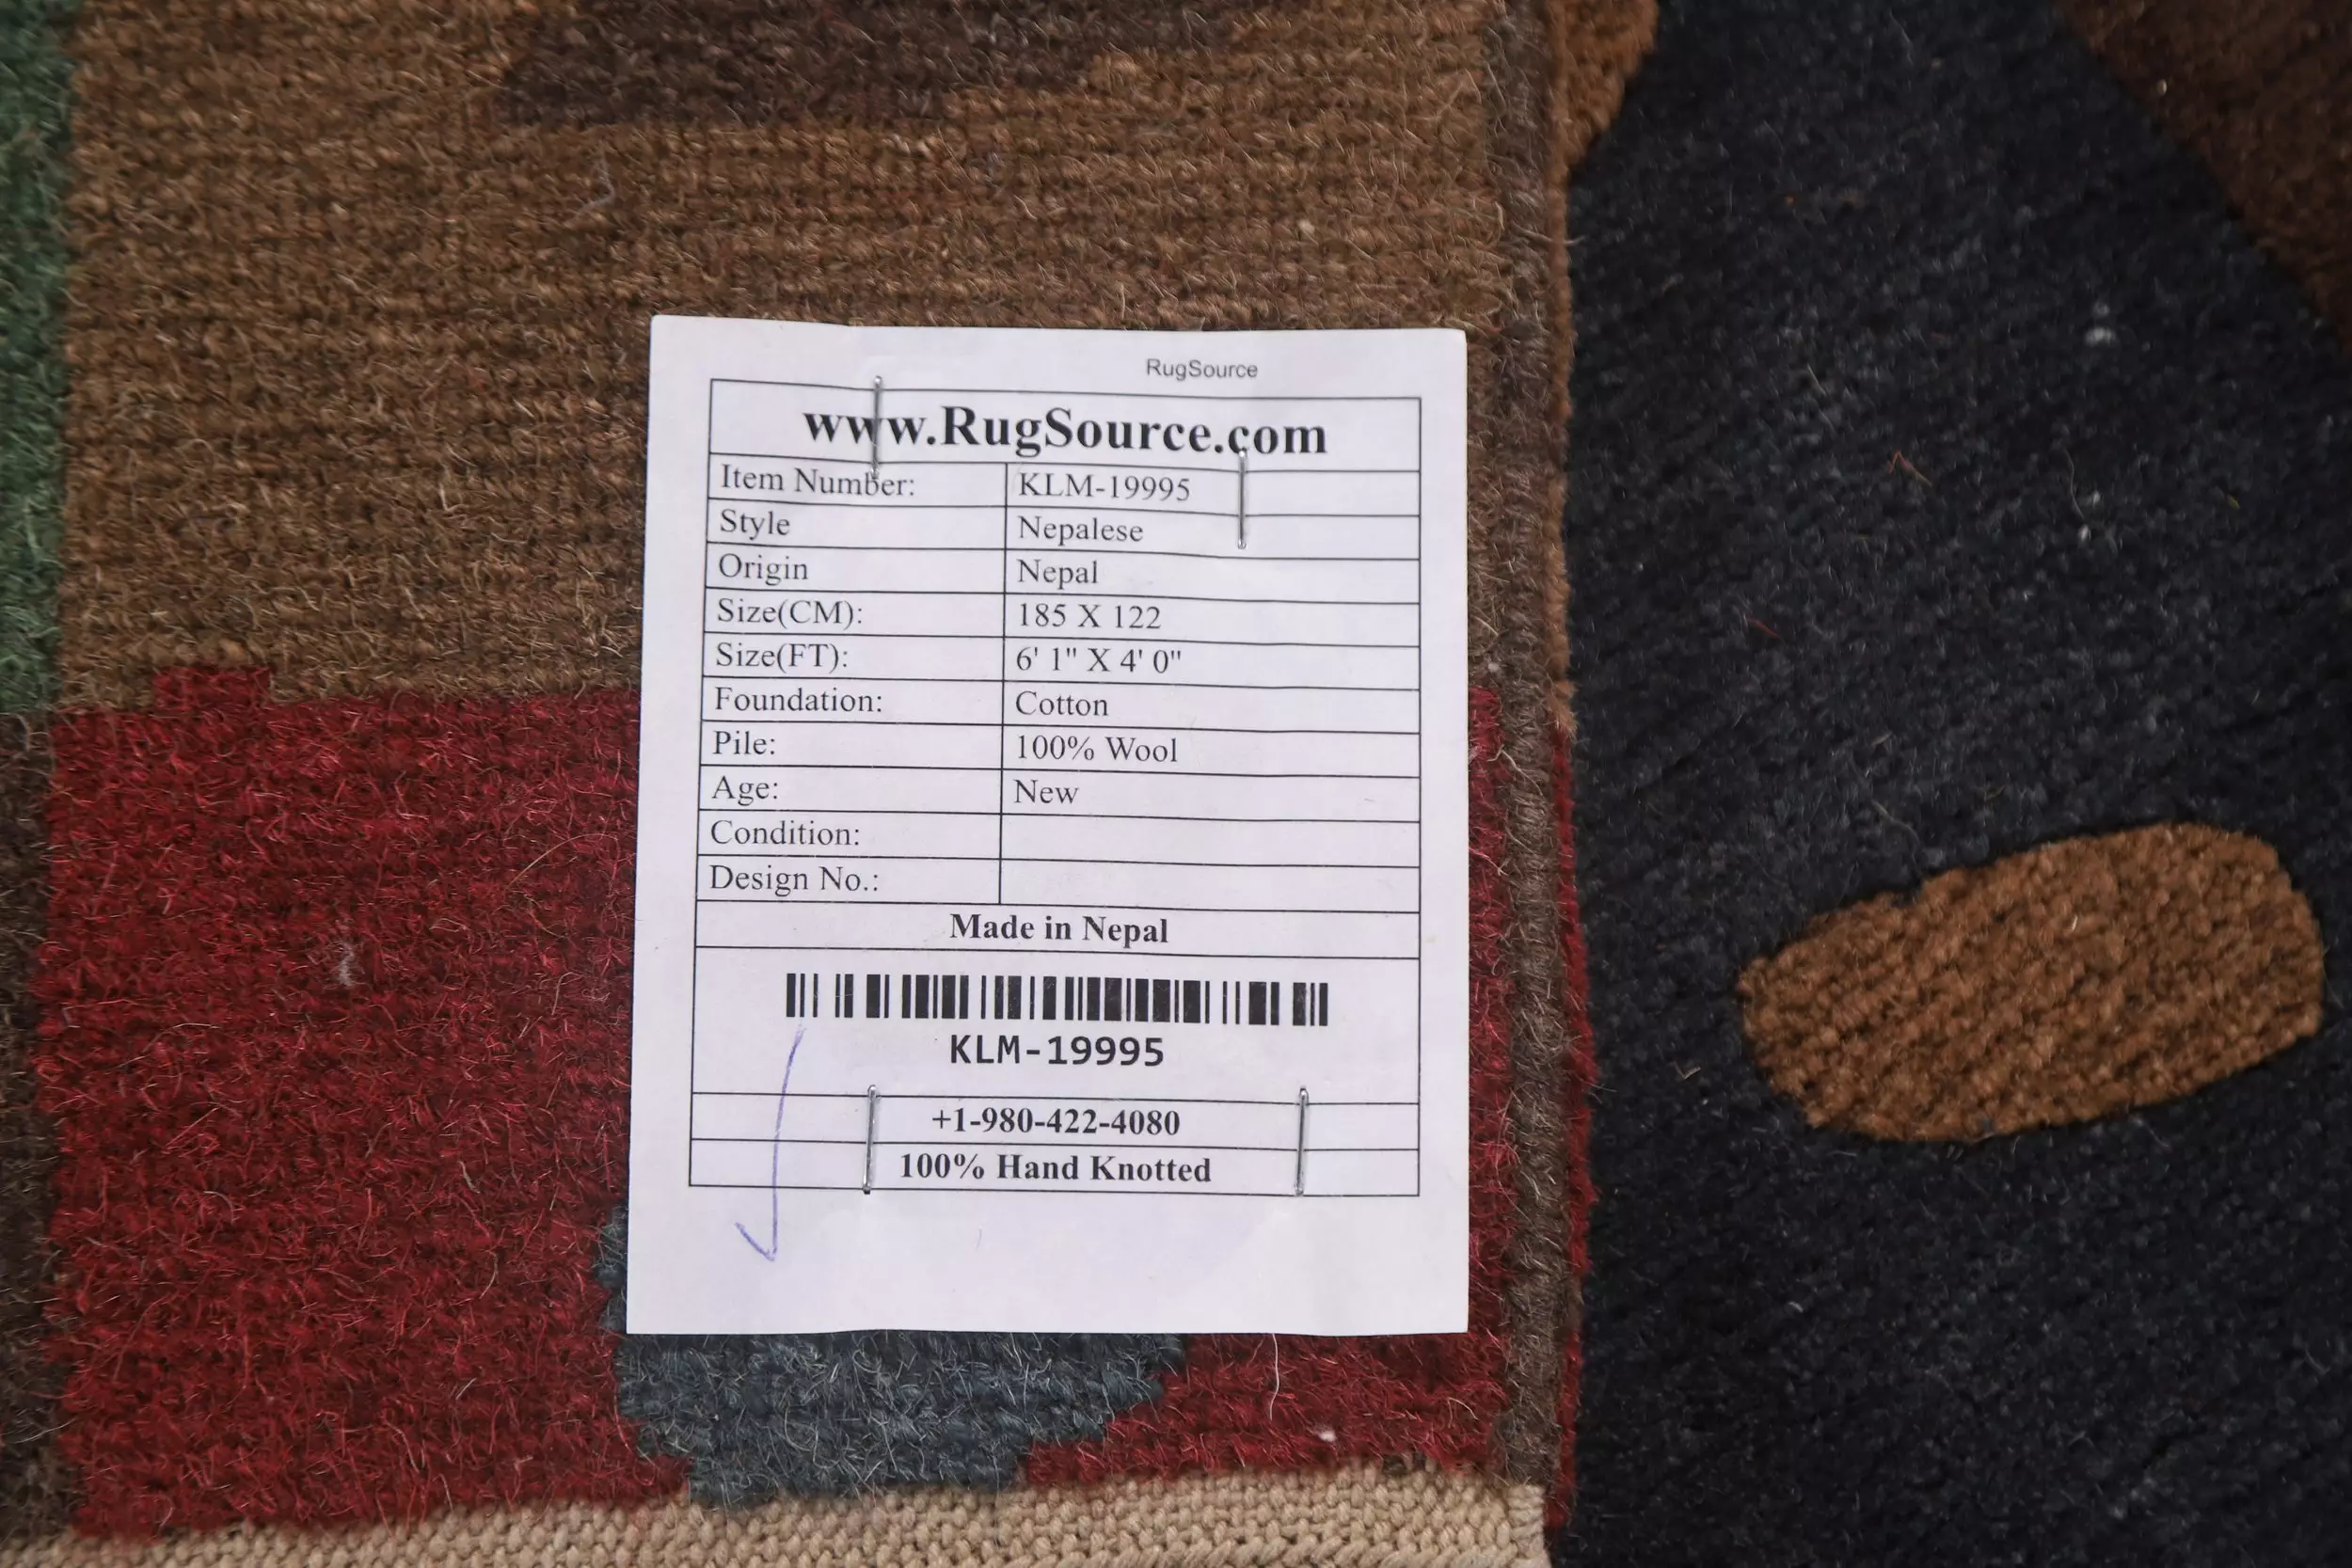 RugSource
www.RugSource.com
Item Number: KLM-19995
Style Nepalese
Origin Nepal
Size(CM): 185 X 122
Size(FT): 6' 1" X 4' 0"
Foundation: Cotton
Pile: 100% Wool
Age: New
Condition:
Design No.:
Made in Nepal
KLM-19995
+1-980-422-4080
100% Hand Knotted